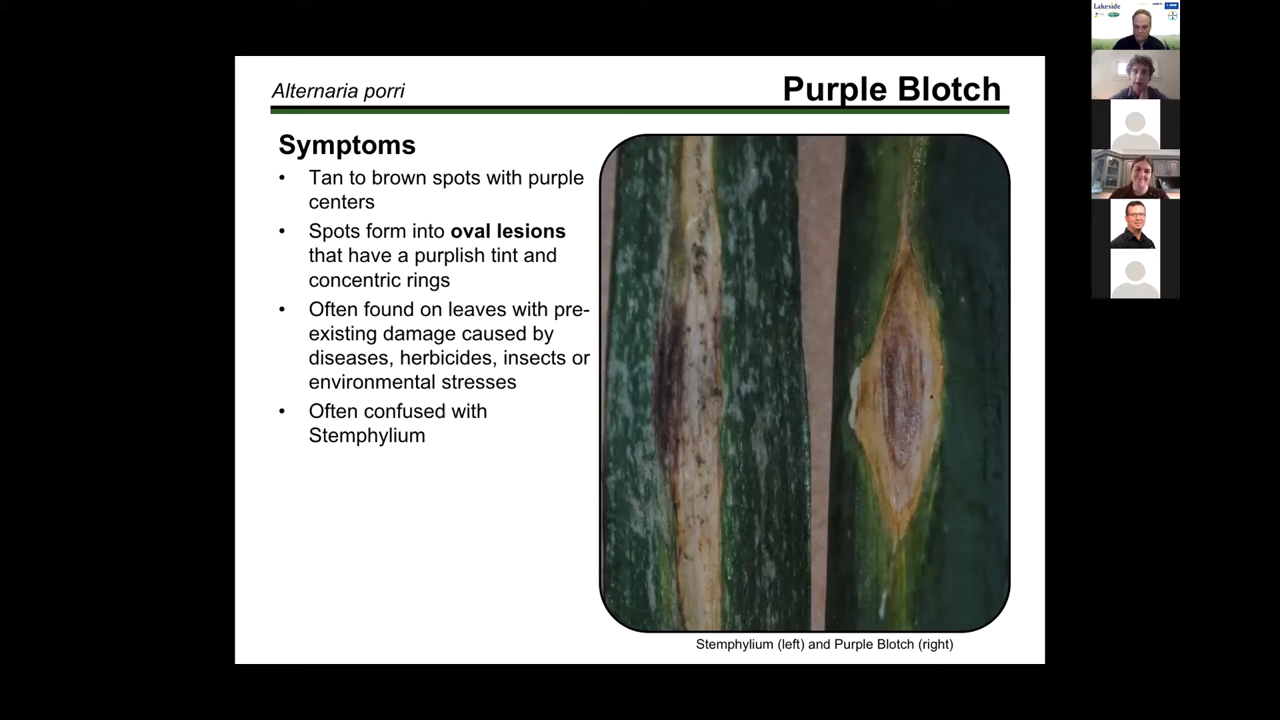 Alternaria porri
Purple Blotch
Symptoms
• Tan to brown spots with purple
centers
• Spots form into oval lesions
that have a purplish tint and
concentric rings
• Often found on leaves with pre-
existing damage caused by
diseases, herbicides, insects or
environmental stresses
• Often confused with
Stemphylium
Stemphylium (left) and Purple Blotch (right)
Lakeside